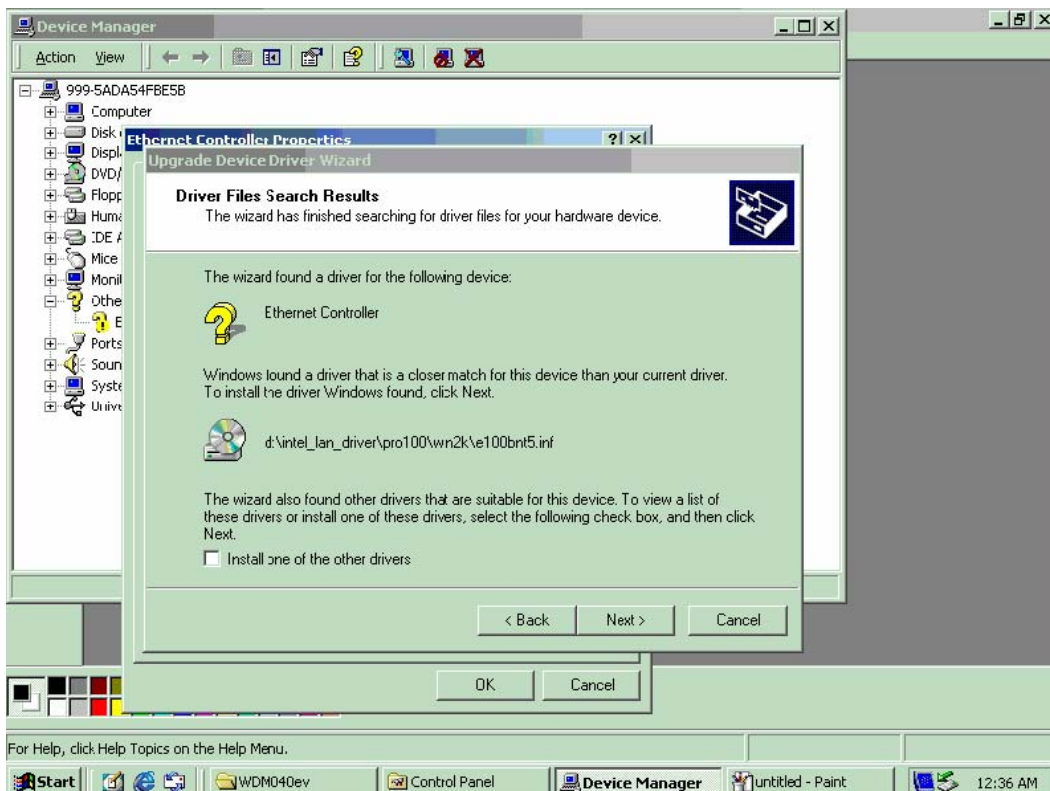 Device Manager
Action View
999-5ADA54FBE5B
Computer
Disk
Displ
DVD/
Flopp
Huma
IDE A
Mice
Monit
Othe
E
Ports
Soun
Syste
Unive
Ethernet Controller Properties
Upgrade Device Driver Wizard
Driver Files Search Results
The wizard has finished searching for driver files for your hardware device.
The wizard found a driver for the following device:
Ethernet Controller
Windows found a driver that is a closer match for this device than your current driver.
To install the driver Windows found, click Next.
d:\intel_lan_driver\pro100\wn2k\e100bnt5.inf
The wizard also found other drivers that are suitable for this device. To view a list of
these drivers or install one of these drivers, select the following check box, and then click
Next.
Install one of the other drivers
< Back Next > Cancel
OK Cancel
For Help, click Help Topics on the Help Menu.
Start WDM040ev Control Panel Device Manager untitled - Paint 12:36 AM